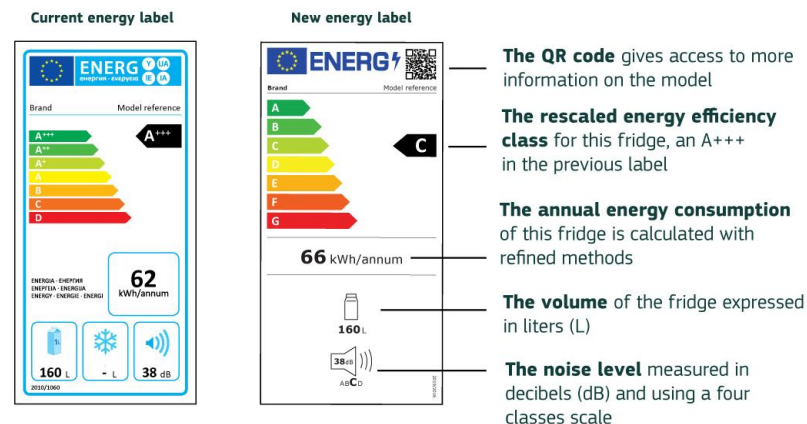 Current energy label
New energy label
ENERG
енергия · ενεργεια
Y
UA
IE
IA
Brand
Model reference
A+++
A++
A+
A
B
C
D
A+++
ENERGIA · ЕНЕРГИЯ
ΕΝΕΡΓΕΙΑ · ENERGIJA
ENERGY · ENERGIE · ENERGI
62
kWh/annum
160 L
- L
38 dB
2010/1060
ENERG
Brand
Model reference
A
B
C
D
E
F
G
C
66 kWh/annum
160 L
38dB
ABCD
The QR code gives access to more
information on the model
The rescaled energy efficiency
class for this fridge, an A+++
in the previous label
The annual energy consumption
of this fridge is calculated with
refined methods
The volume of the fridge expressed
in liters (L)
The noise level measured in
decibels (dB) and using a four
classes scale